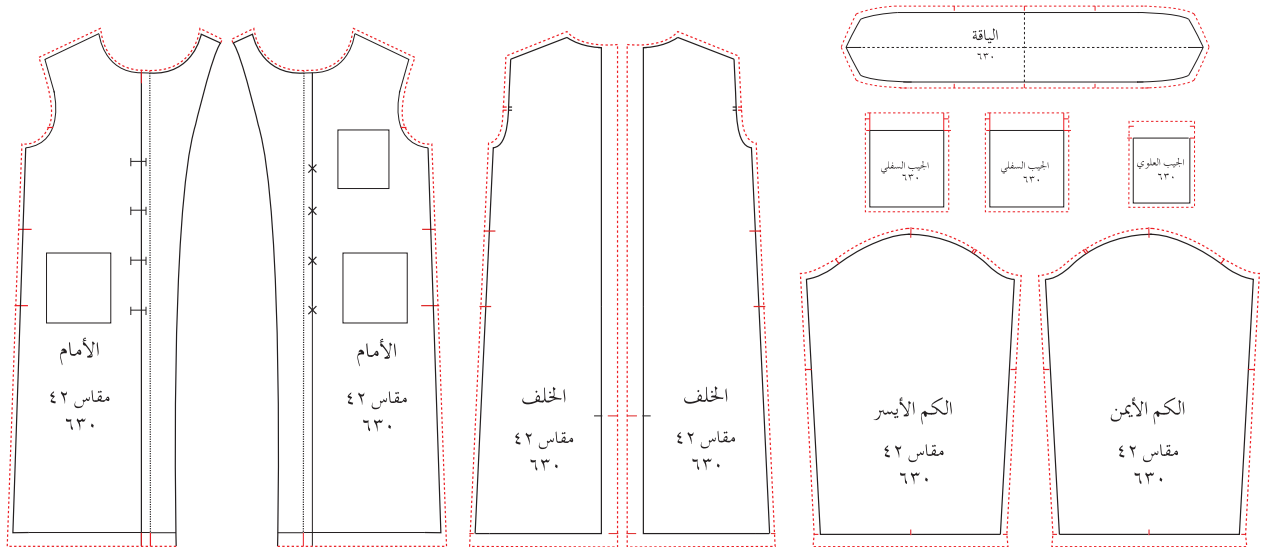 الياقة
٦٣٠
الجيب العلوي
٦٣٠
الجيب السفلي
٦٣٠
الجيب السفلي
٦٣٠
الكم الأيمن
مقاس ٤٢
٦٣٠
الكم الأيسر
مقاس ٤٢
٦٣٠
الخلف
مقاس ٤٢
٦٣٠
الخلف
مقاس ٤٢
٦٣٠
الأمام
مقاس ٤٢
٦٣٠
الأمام
مقاس ٤٢
٦٣٠